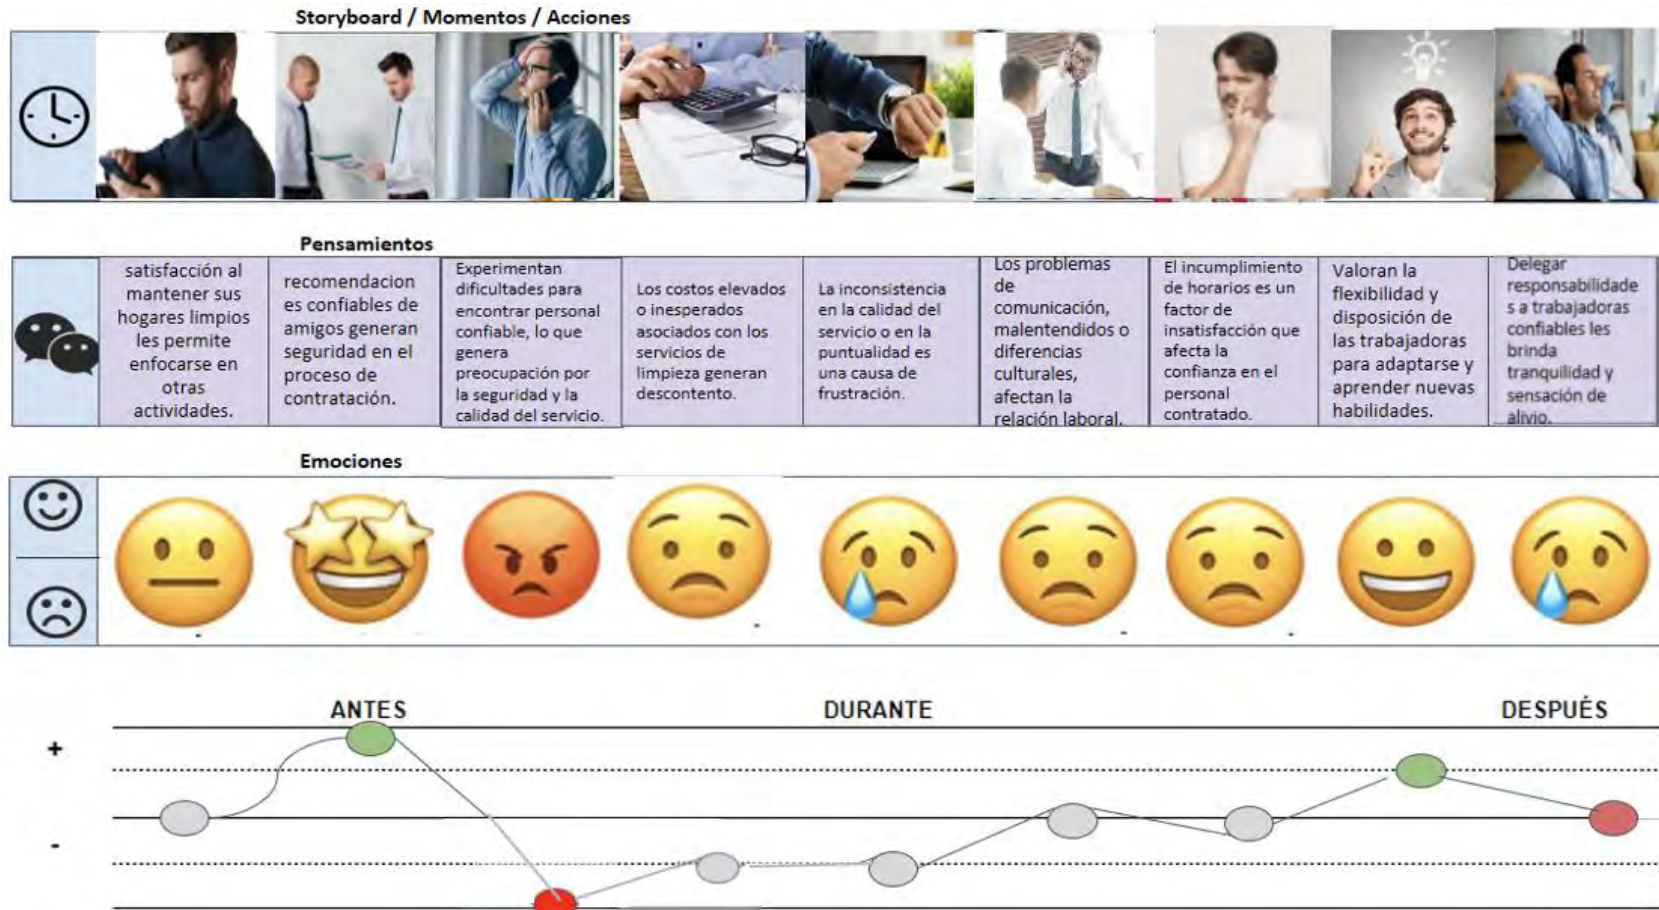 Storyboard / Momentos / Acciones
Pensamientos
satisfacción al
mantener sus
hogares limpios
les permite
enfocarse en
otras
actividades.
recomendacion
es confiables de
amigos generan
seguridad en el
proceso de
contratación.
Experimentan
dificultades para
encontrar personal
confiable, lo que
genera
preocupación por
la seguridad y la
calidad del servicio.
Los costos elevados
o inesperados
asociados con los
servicios de
limpieza generan
descontento.
La inconsistencia
en la calidad del
servicio o en la
puntualidad es
una causa de
frustración.
Los problemas
de
comunicación,
malentendidos o
diferencias
culturales,
afectan la
relación laboral.
El incumplimiento
de horarios es un
factor de
insatisfacción que
afecta la
confianza en el
personal
contratado.
Valoran la
flexibilidad y
disposición de
las trabajadoras
para adaptarse y
aprender nuevas
habilidades.
Delegar
responsabilidade
s a trabajadoras
confiables les
brinda
tranquilidad y
sensación de
alivio.
Emociones
ANTES
DURANTE
DESPUÉS
+
-